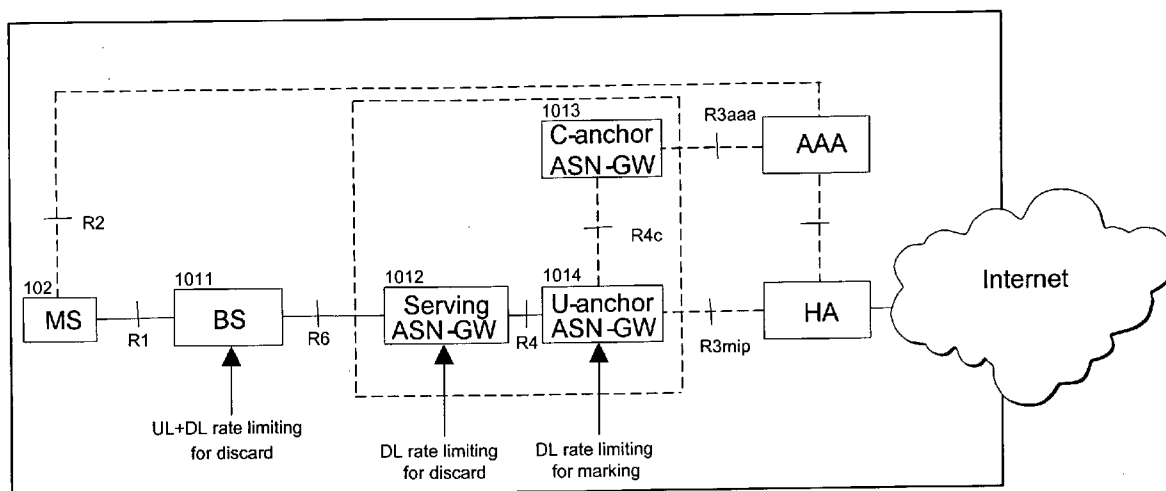 1013
C-anchor
ASN-GW
R3aaa
AAA
R2
R4c
102
MS
R1
1011
BS
R6
1012
Serving
ASN-GW
R4
1014
U-anchor
ASN-GW
R3mip
HA
Internet
UL+DL rate limiting
for discard
DL rate limiting
for discard
DL rate limiting
for marking